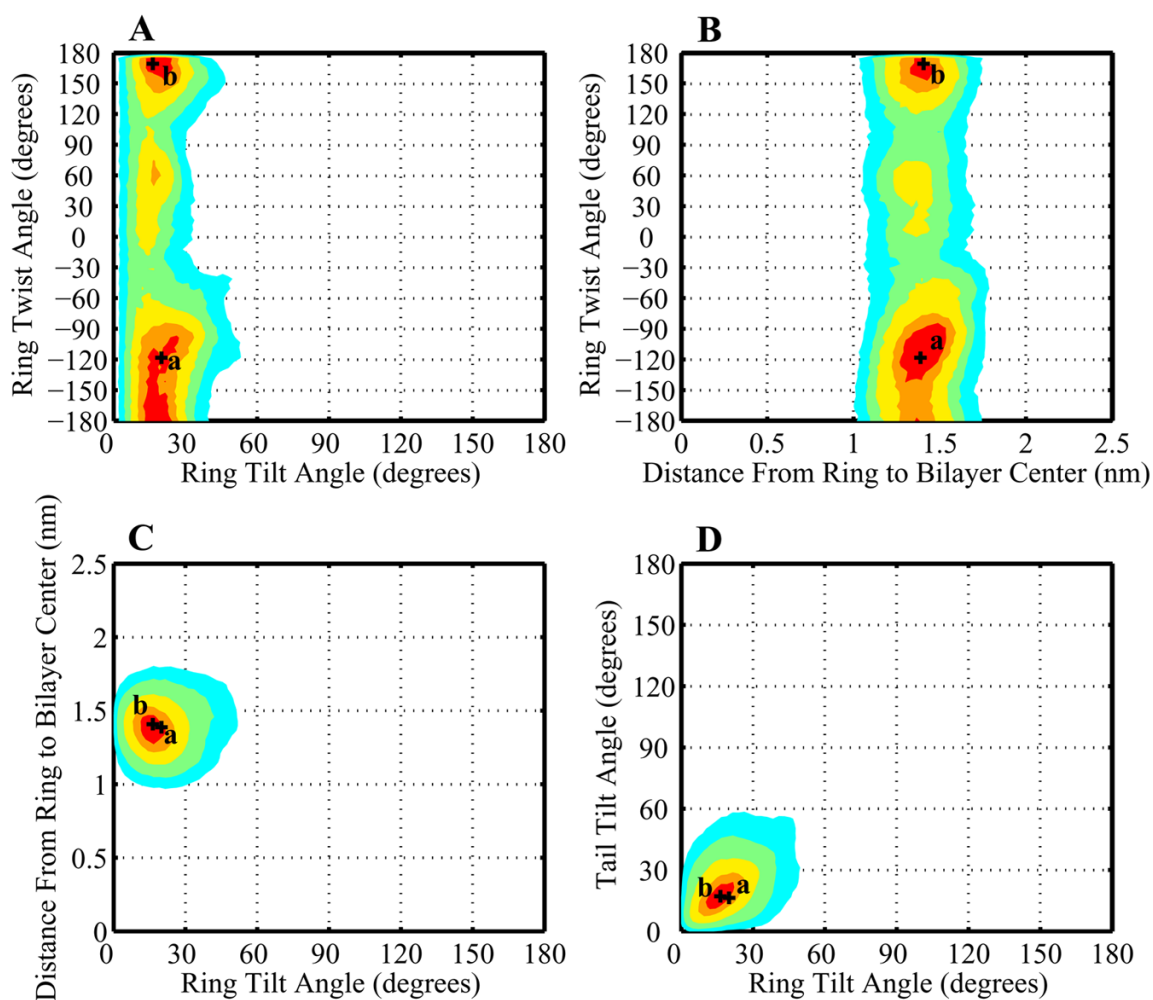 A
B
180
150
120
90
60
30
0
−30
−60
−90
−120
−150
−180
Ring Twist Angle (degrees)
b
a
0 30 60 90 120 150 180
Ring Tilt Angle (degrees)
180
150
120
90
60
30
0
−30
−60
−90
−120
−150
−180
Ring Twist Angle (degrees)
b
a
0 0.5 1 1.5 2 2.5
Distance From Ring to Bilayer Center (nm)
C
D
2.5
2
1.5
1
0.5
0
Distance From Ring to Bilayer Center (nm)
b
a
0 30 60 90 120 150 180
Ring Tilt Angle (degrees)
180
150
120
90
60
30
0
Tail Tilt Angle (degrees)
b a
0 30 60 90 120 150 180
Ring Tilt Angle (degrees)